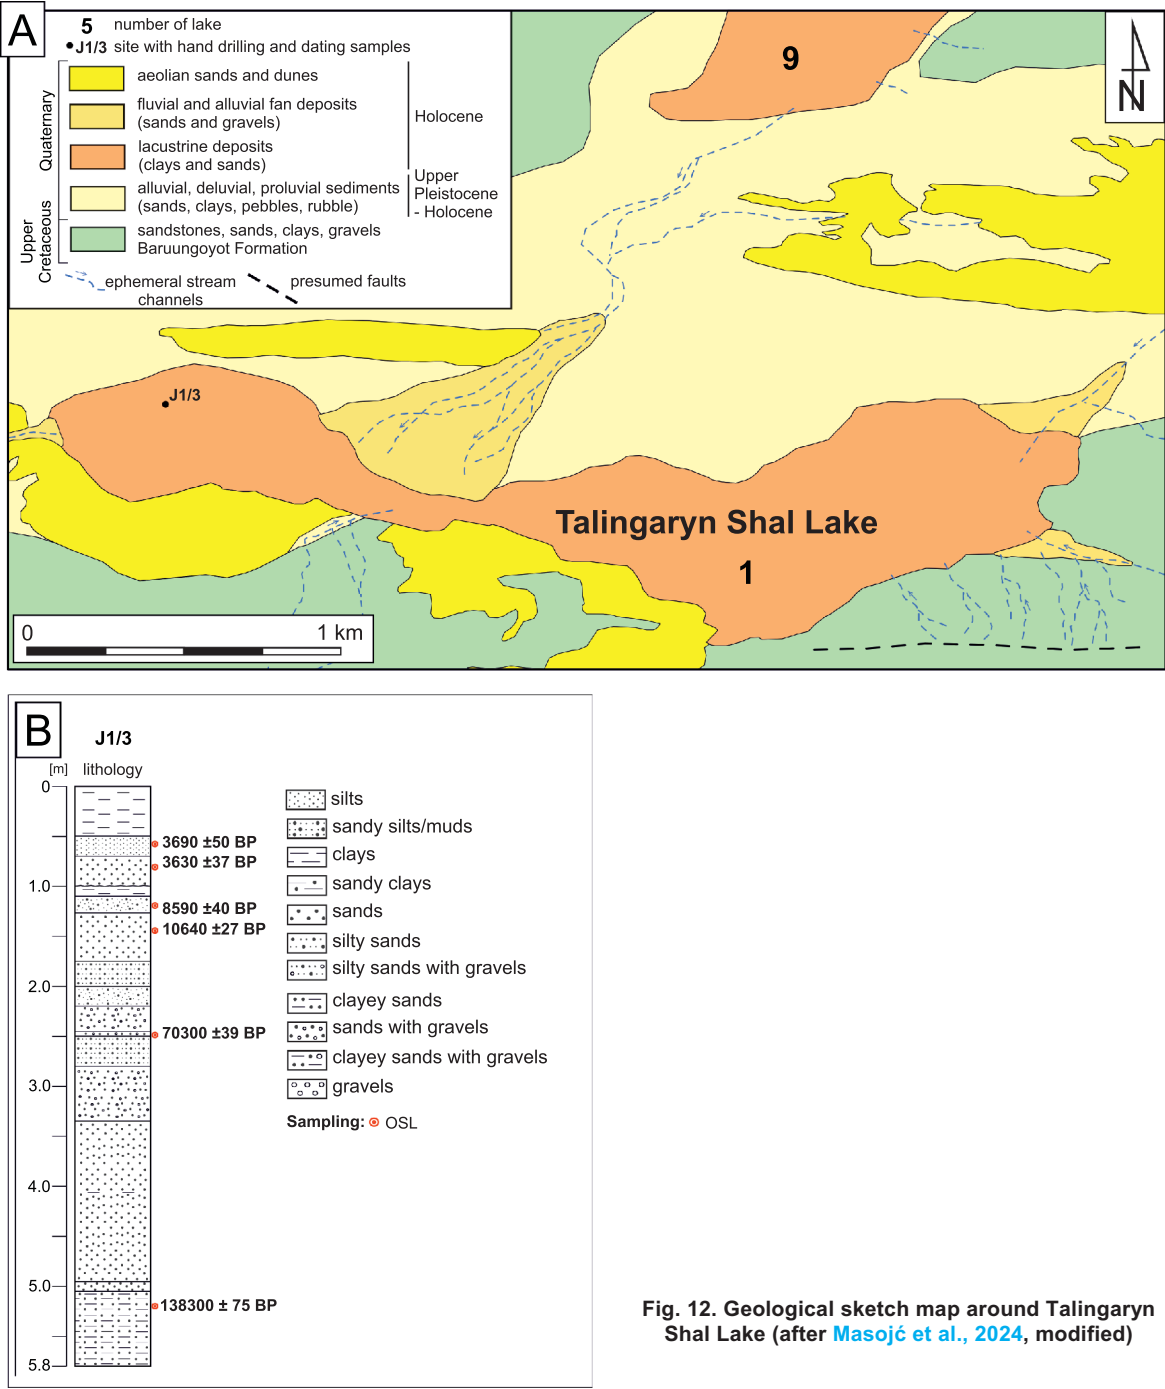 A
5 number of lake
J1/3 site with hand drilling and dating samples
Quaternary
Upper
Cretaceous
aeolian sands and dunes
fluvial and alluvial fan deposits
(sands and gravels)
Holocene
lacustrine deposits
(clays and sands)
alluvial, deluvial, proluvial sediments
(sands, clays, pebbles, rubble)
Upper
Pleistocene
- Holocene
sandstones, sands, clays, gravels
Baruungoyot Formation
ephemeral stream
channels
presumed faults
9
N
J1/3
Talingaryn Shal Lake
1
0 1 km
B
J1/3
[m] lithology
0
1.0
2.0
3.0
4.0
5.0
5.8
3690 ±50 BP
3630 ±37 BP
8590 ±40 BP
10640 ±27 BP
70300 ±39 BP
138300 ± 75 BP
silts
sandy silts/muds
clays
sandy clays
sands
silty sands
silty sands with gravels
clayey sands
sands with gravels
clayey sands with gravels
gravels
Sampling: OSL
Fig. 12. Geological sketch map around Talingaryn
Shal Lake (after Masojć et al., 2024, modified)